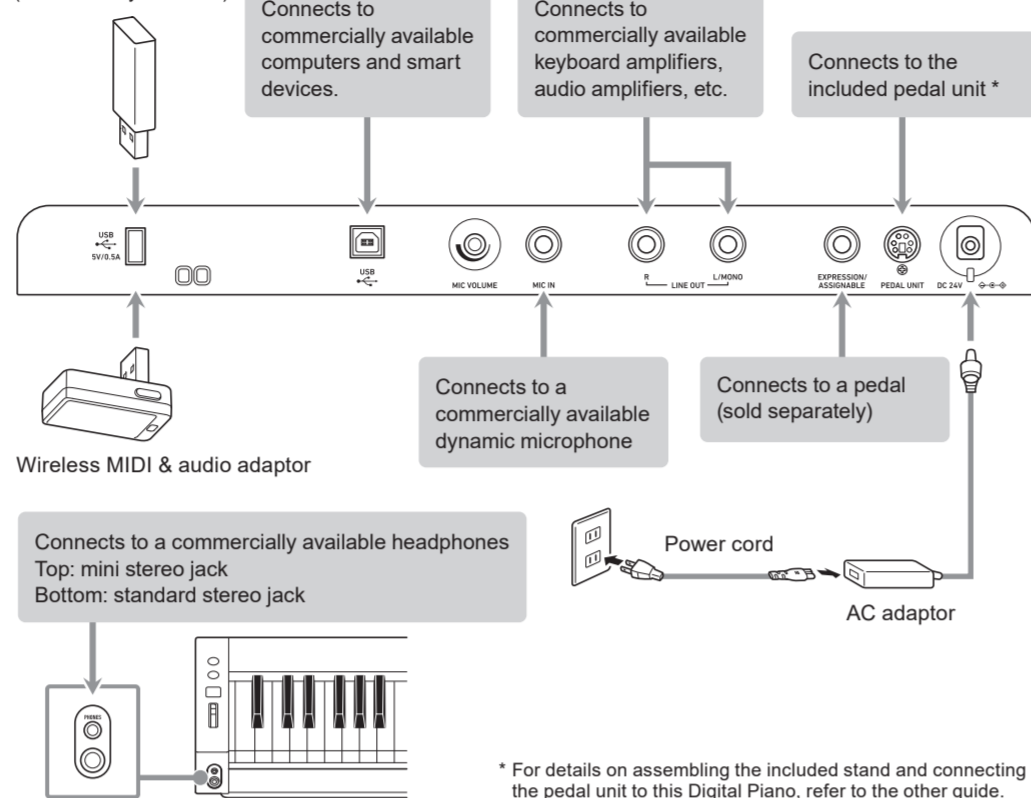 Connects to
commercially available
computers and smart
devices.
Connects to
commercially available
keyboard amplifiers,
audio amplifiers, etc.
Connects to the
included pedal unit *
USB
5V/0.5A
USB
MIC VOLUME
MIC IN
R
LINE OUT
L/MONO
EXPRESSION/
ASSIGNABLE
PEDAL UNIT
DC 24V
Connects to a
commercially available
dynamic microphone
Connects to a pedal
(sold separately)
Wireless MIDI & audio adaptor
Connects to a commercially available headphones
Top: mini stereo jack
Bottom: standard stereo jack
Power cord
AC adaptor
PHONES
* For details on assembling the included stand and connecting
the pedal unit to this Digital Piano, refer to the other guide.